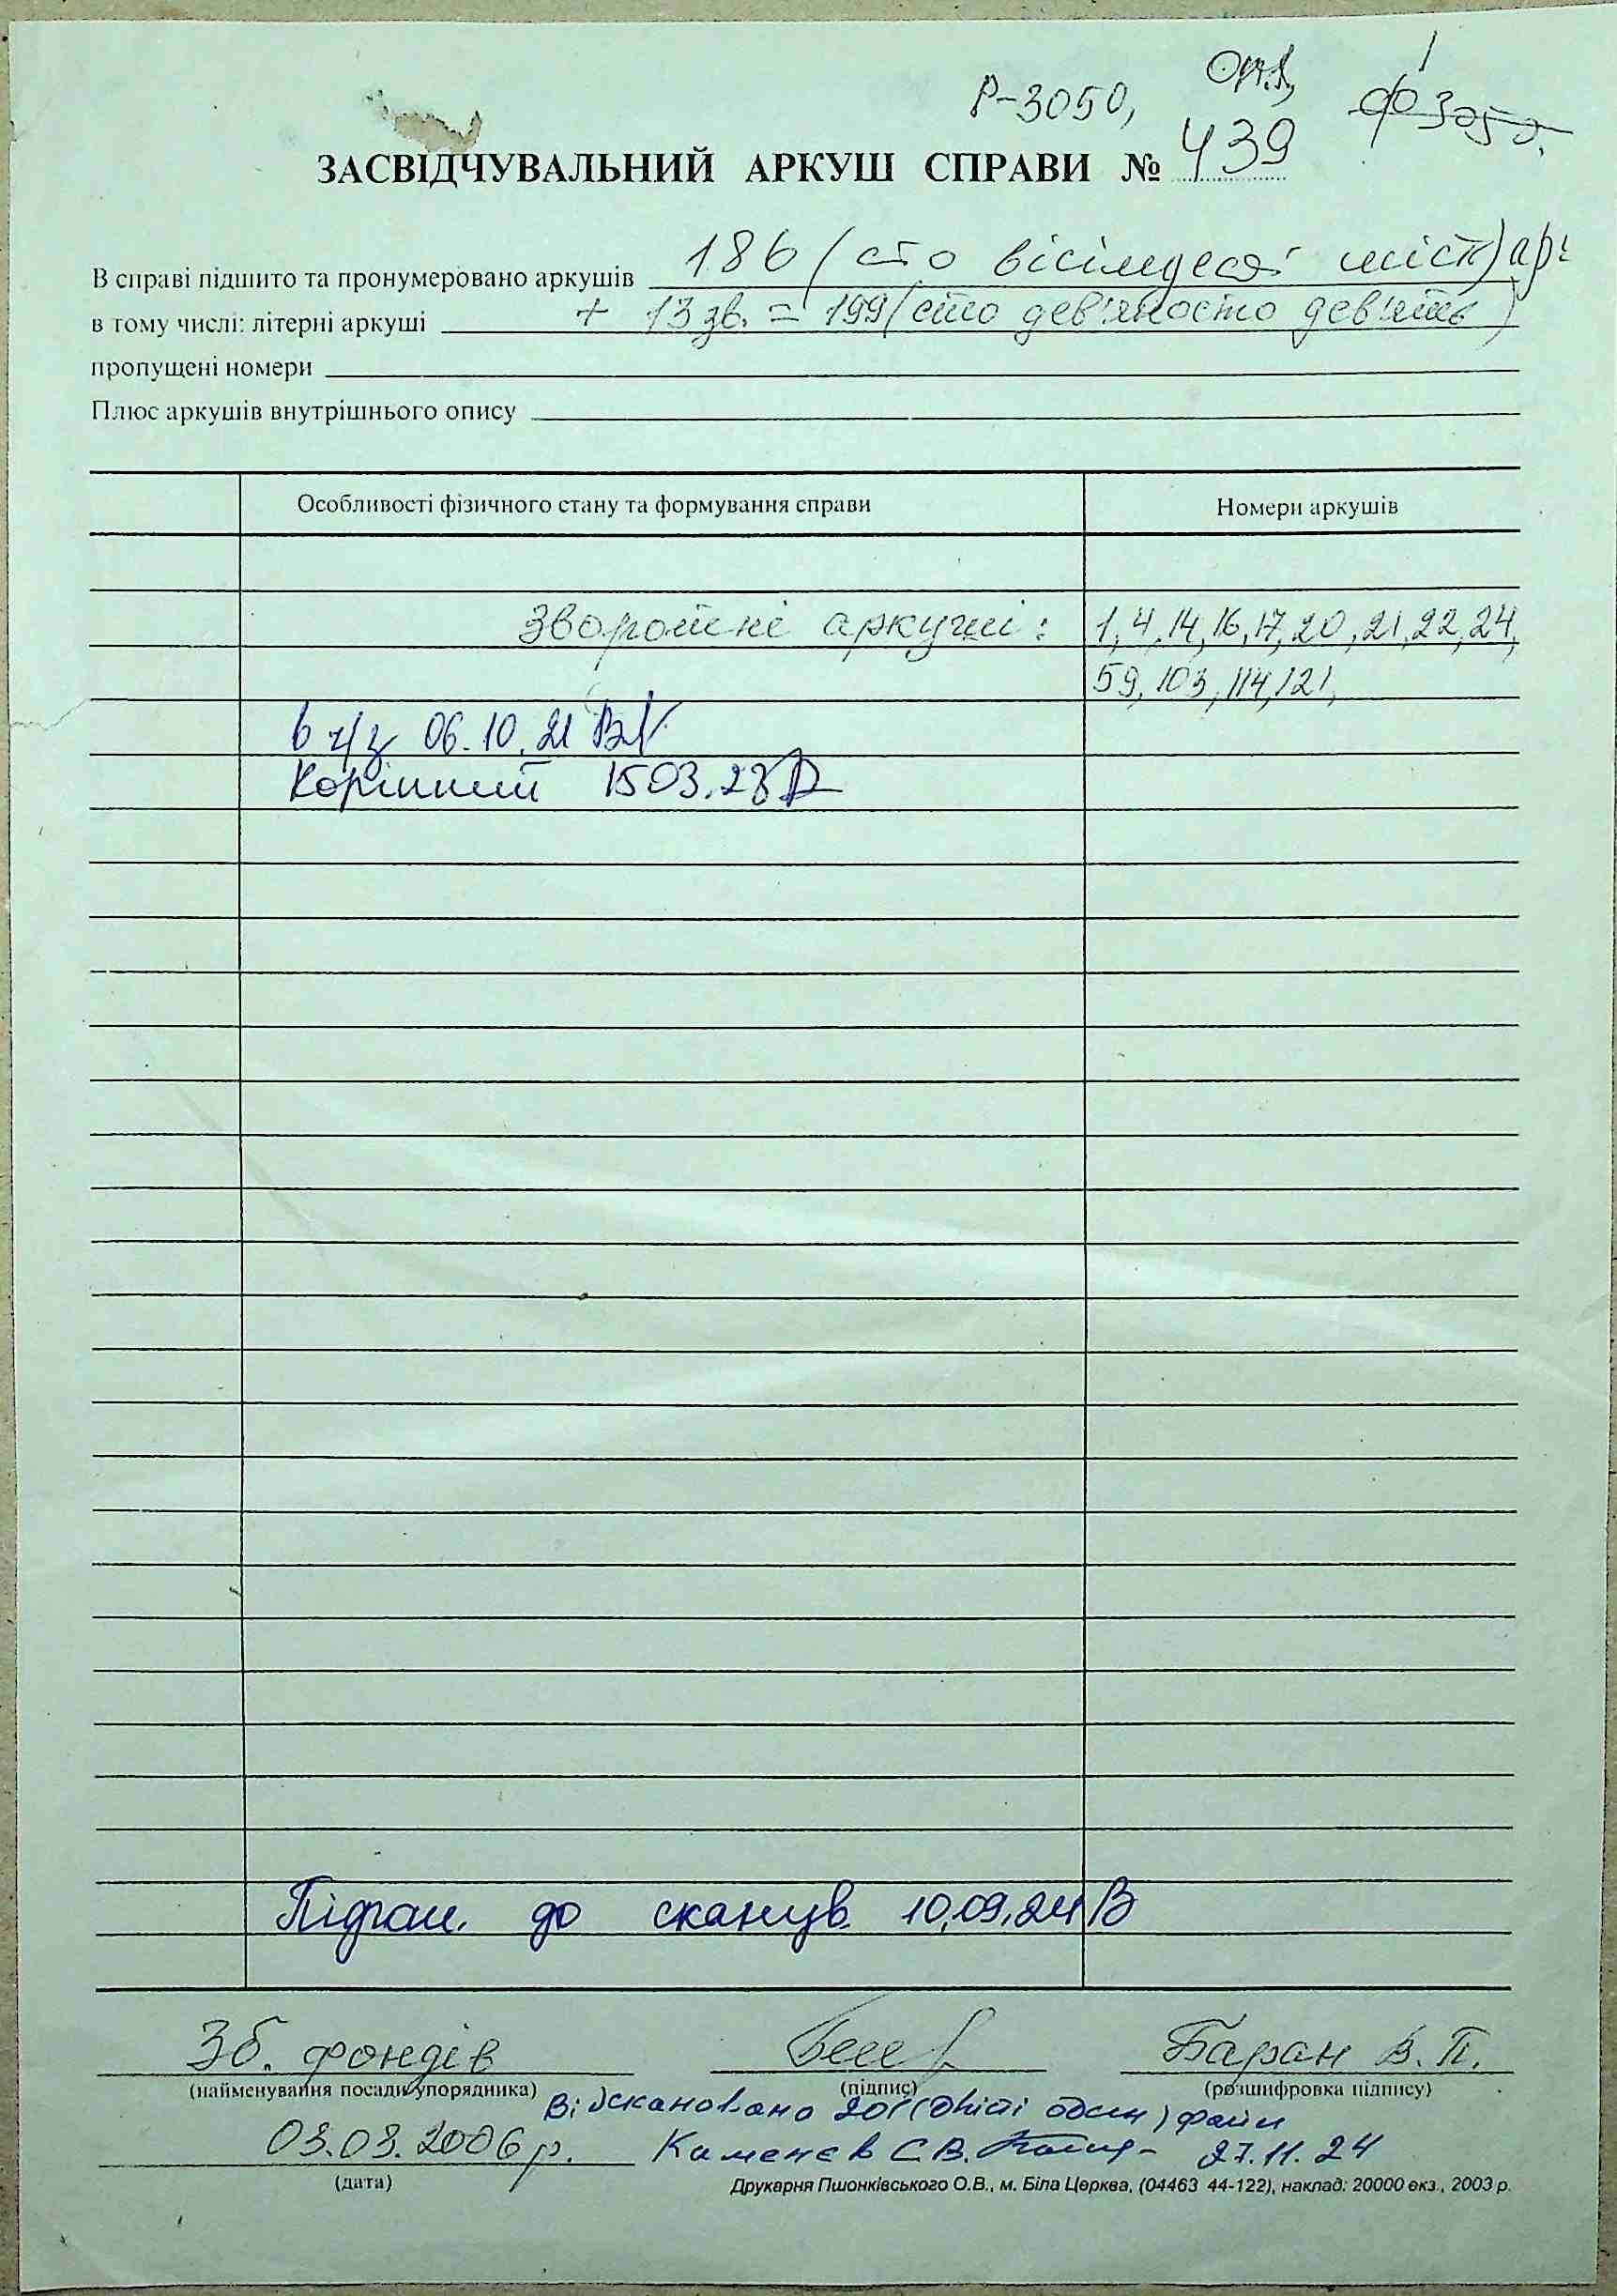 Р-3050, Оп.1, ф 3050, 1
ЗАСВІДЧУВАЛЬНИЙ АРКУШ СПРАВИ № 439
В справі підшито та пронумеровано аркушів 186 (сто вісімдесят шість) арк
в тому числі: літерні аркуші + 13 зв. = 199 (сто дев'яносто дев'ять)
пропущені номери
Плюс аркушів внутрішнього опису
Особливості фізичного стану та формування справи Номери аркушів
Зворотні аркуші: 1, 4, 14, 16, 17, 20, 21, 22, 24,
59, 103, 114, 121,
в ч/з 06.10.21
Корінний 1503.23
Підгот. до сканув. 10.09.24 В
Зб. фондів Баран В. П.
(найменування посади упорядника) (підпис) (розшифровка підпису)
Відскановано 201 (двісті один) файл
03.03.2006 р. Каменєв С.В. 27.11.24
(дата) Друкарня Пшонківського О.В., м. Біла Церква, (04463 44-122), наклад: 20000 екз., 2003 р.